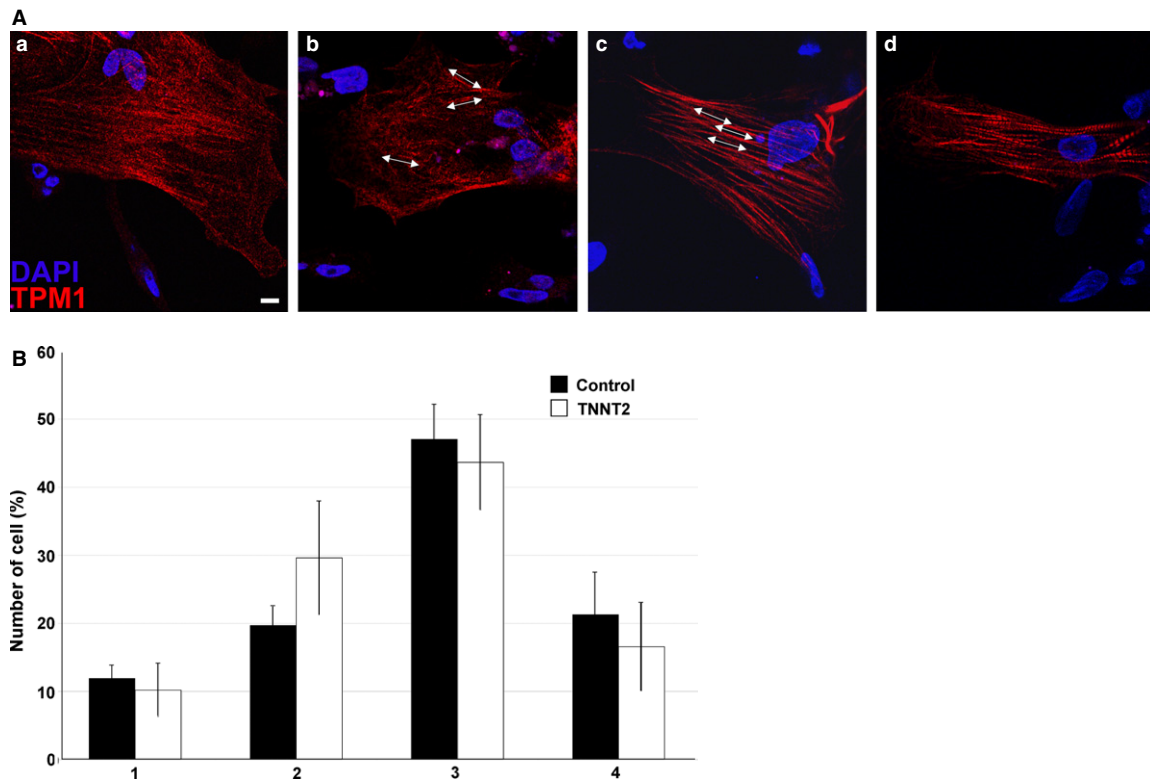 A
a
b
c
d
DAPI
TPM1
B
60
50
40
30
20
10
0
Number of cell (%)
Control
TNNT2
1
2
3
4